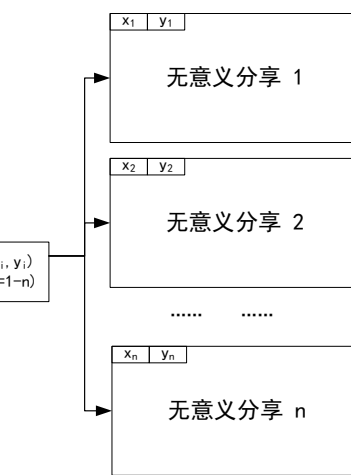 x₁ y₁
无意义分享 1
x₂ y₂
无意义分享 2
ᵢ, yᵢ)
=1-n)
…… ……
xₙ yₙ
无意义分享 n